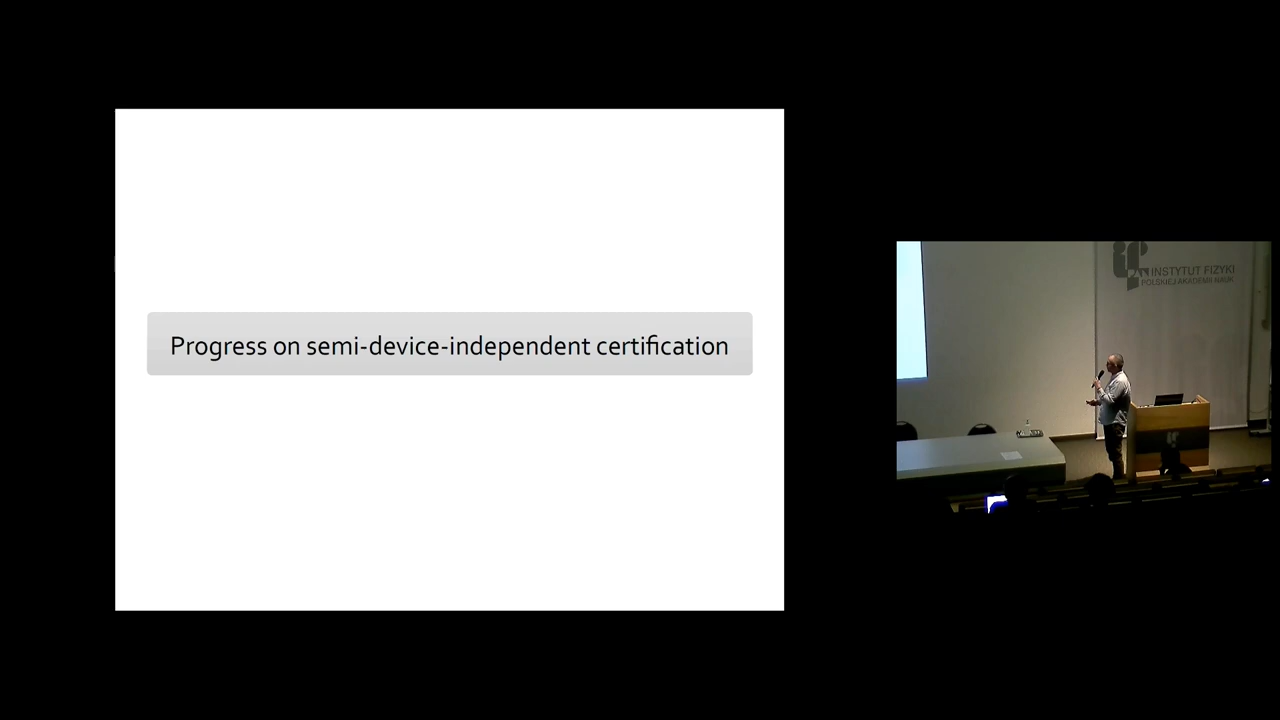 Progress on semi-device-independent certification
INSTYTUT FIZYKI
POLSKIEJ AKADEMII NAUK